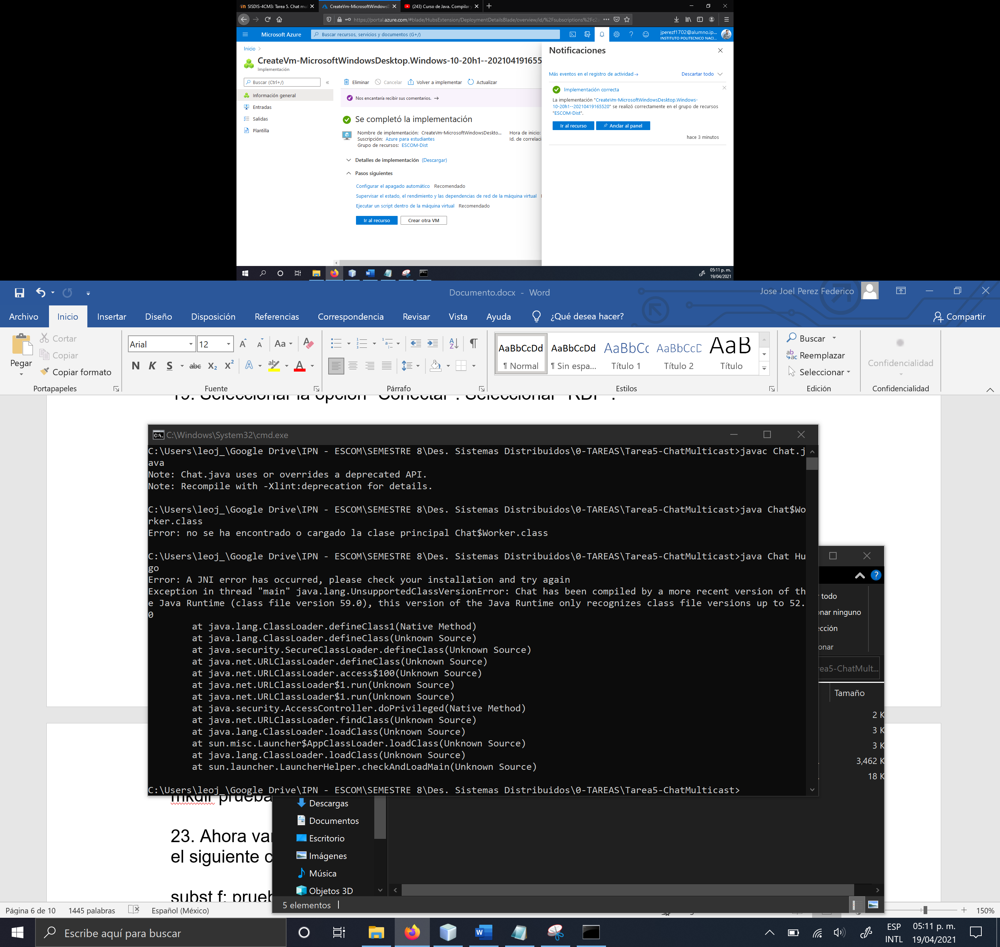 SISDIS-4CM3: Tarea 5. Chat mu
CreateVm-MicrosoftWindowsD
(243) Curso de Java. Compilar y
https://portal.azure.com/#blade/HubsExtension/DeploymentDetailsBlade/overview/id/%2Fsubscriptions%2Fc2
Microsoft Azure
Buscar recursos, servicios y documentos (G+/)
jperezf1702@alumno.ip...
INSTITUTO POLITECNICO NACI...
Inicio
CreateVm-MicrosoftWindowsDesktop.Windows-10-20h1--202104191655
Implementación
Buscar (Ctrl+/)
Información general
Entradas
Salidas
Plantilla
Eliminar
Cancelar
Volver a implementar
Actualizar
Nos encantaría recibir sus comentarios. →
Se completó la implementación
Nombre de implementación: CreateVm-MicrosoftWindowsDeskto...
Hora de inicio:
Suscripción: Azure para estudiantes
Id. de correlaci
Grupo de recursos: ESCOM-Dist
Detalles de implementación (Descargar)
Pasos siguientes
Configurar el apagado automático Recomendado
Supervisar el estado, el rendimiento y las dependencias de red de la máquina virtual
Ejecutar un script dentro de la máquina virtual Recomendado
Ir al recurso
Crear otra VM
Notificaciones
Más eventos en el registro de actividad→
Descartar todo
Implementación correcta
La implementación "CreateVm-MicrosoftWindowsDesktop.Windows-
10-20h1--20210419165520" se realizó correctamente en el grupo de recursos
"ESCOM-Dist".
Ir al recurso
Anclar al panel
hace 3 minutos
05:11 p. m.
19/04/2021
Documento.docx - Word
Jose Joel Perez Federico
Archivo
Inicio
Insertar
Diseño
Disposición
Referencias
Correspondencia
Revisar
Vista
Ayuda
¿Qué desea hacer?
Compartir
Pegar
Cortar
Copiar
Copiar formato
Portapapeles
Arial
12
Aa
N K S abc X₂ X²
Fuente
Párrafo
AaBbCcDd
¶ Normal
AaBbCcDd
¶ Sin espa...
AaBbCc
Título 1
AaBbCcD
Título 2
AaB
Título
Estilos
Buscar
Reemplazar
Seleccionar
Edición
Confidencialidad
Confidencialidad
19. Seleccionar la opción "Conectar". Seleccionar "RDP".
C:\Windows\System32\cmd.exe
C:\Users\leoj_\Google Drive\IPN - ESCOM\SEMESTRE 8\Des. Sistemas Distribuidos\0-TAREAS\Tarea5-ChatMulticast>javac Chat.j
ava
Note: Chat.java uses or overrides a deprecated API.
Note: Recompile with -Xlint:deprecation for details.
C:\Users\leoj_\Google Drive\IPN - ESCOM\SEMESTRE 8\Des. Sistemas Distribuidos\0-TAREAS\Tarea5-ChatMulticast>java Chat$Wo
rker.class
Error: no se ha encontrado o cargado la clase principal Chat$Worker.class
C:\Users\leoj_\Google Drive\IPN - ESCOM\SEMESTRE 8\Des. Sistemas Distribuidos\0-TAREAS\Tarea5-ChatMulticast>java Chat Hu
go
Error: A JNI error has occurred, please check your installation and try again
Exception in thread "main" java.lang.UnsupportedClassVersionError: Chat has been compiled by a more recent version of th
e Java Runtime (class file version 59.0), this version of the Java Runtime only recognizes class file versions up to 52.
0
at java.lang.ClassLoader.defineClass1(Native Method)
at java.lang.ClassLoader.defineClass(Unknown Source)
at java.security.SecureClassLoader.defineClass(Unknown Source)
at java.net.URLClassLoader.defineClass(Unknown Source)
at java.net.URLClassLoader.access$100(Unknown Source)
at java.net.URLClassLoader$1.run(Unknown Source)
at java.net.URLClassLoader$1.run(Unknown Source)
at java.security.AccessController.doPrivileged(Native Method)
at java.net.URLClassLoader.findClass(Unknown Source)
at java.lang.ClassLoader.loadClass(Unknown Source)
at sun.misc.Launcher$AppClassLoader.loadClass(Unknown Source)
at java.lang.ClassLoader.loadClass(Unknown Source)
at sun.launcher.LauncherHelper.checkAndLoadMain(Unknown Source)
C:\Users\leoj_\Google Drive\IPN - ESCOM\SEMESTRE 8\Des. Sistemas Distribuidos\0-TAREAS\Tarea5-ChatMulticast>
todo
onar ninguno
ección
onar
rea5-ChatMult...
Tamaño
2 K
3 K
3 K
3,462 K
18 K
mkdir prueba
23. Ahora va
el siguiente c
subst f: prue
Descargas
Documentos
Escritorio
Imágenes
Música
Objetos 3D
5 elementos
Página 6 de 10
1445 palabras
Español (México)
150%
Escribe aquí para buscar
ESP
INTL
05:11 p. m.
19/04/2021